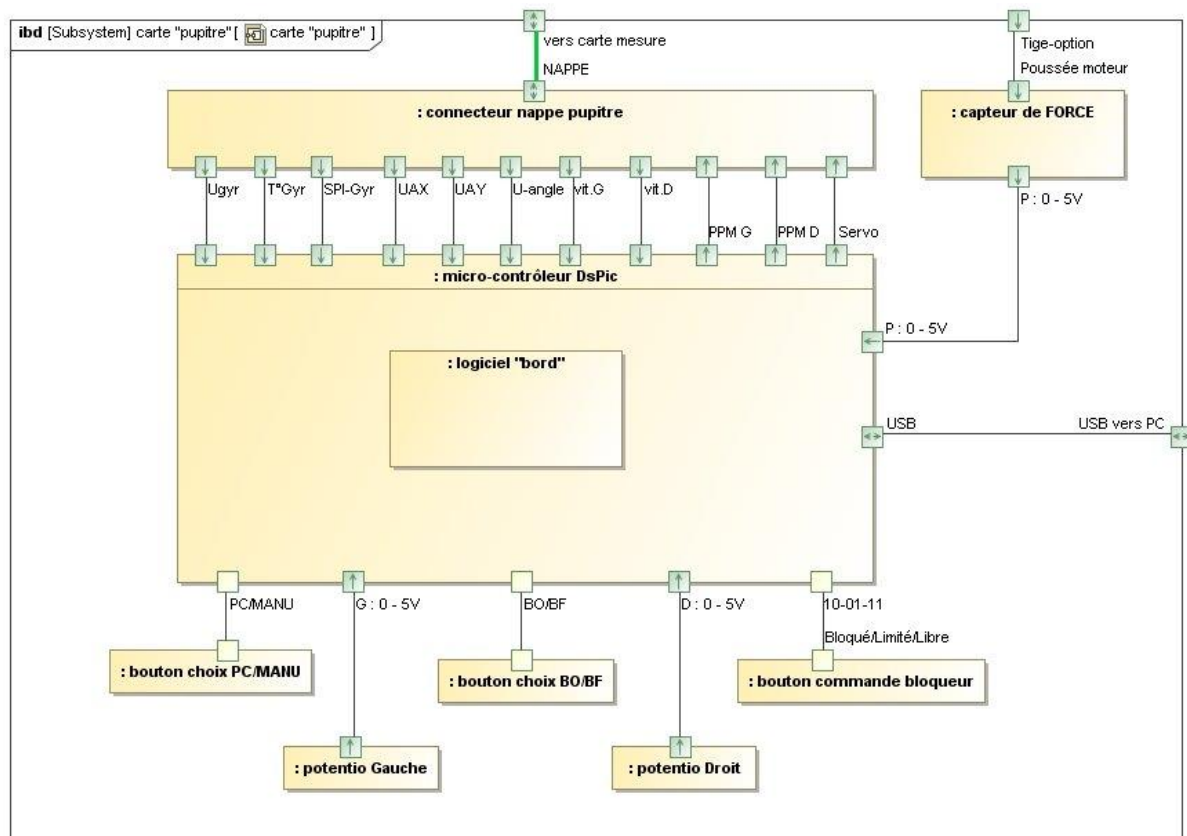 ibd [Subsystem] carte "pupitre" [ carte "pupitre" ]
vers carte mesure
NAPPE
Tige-option
Poussée moteur
: connecteur nappe pupitre
: capteur de FORCE
Ugyr
T°Gyr
SPI-Gyr
UAX
UAY
U-angle
vit.G
vit.D
PPM G
PPM D
Servo
P : 0 - 5V
: micro-contrôleur DsPic
P : 0 - 5V
: logiciel "bord"
USB
USB vers PC
PC/MANU
G : 0 - 5V
BO/BF
D : 0 - 5V
10-01-11
Bloqué/Limité/Libre
: bouton choix PC/MANU
: bouton choix BO/BF
: bouton commande bloqueur
: potentio Gauche
: potentio Droit